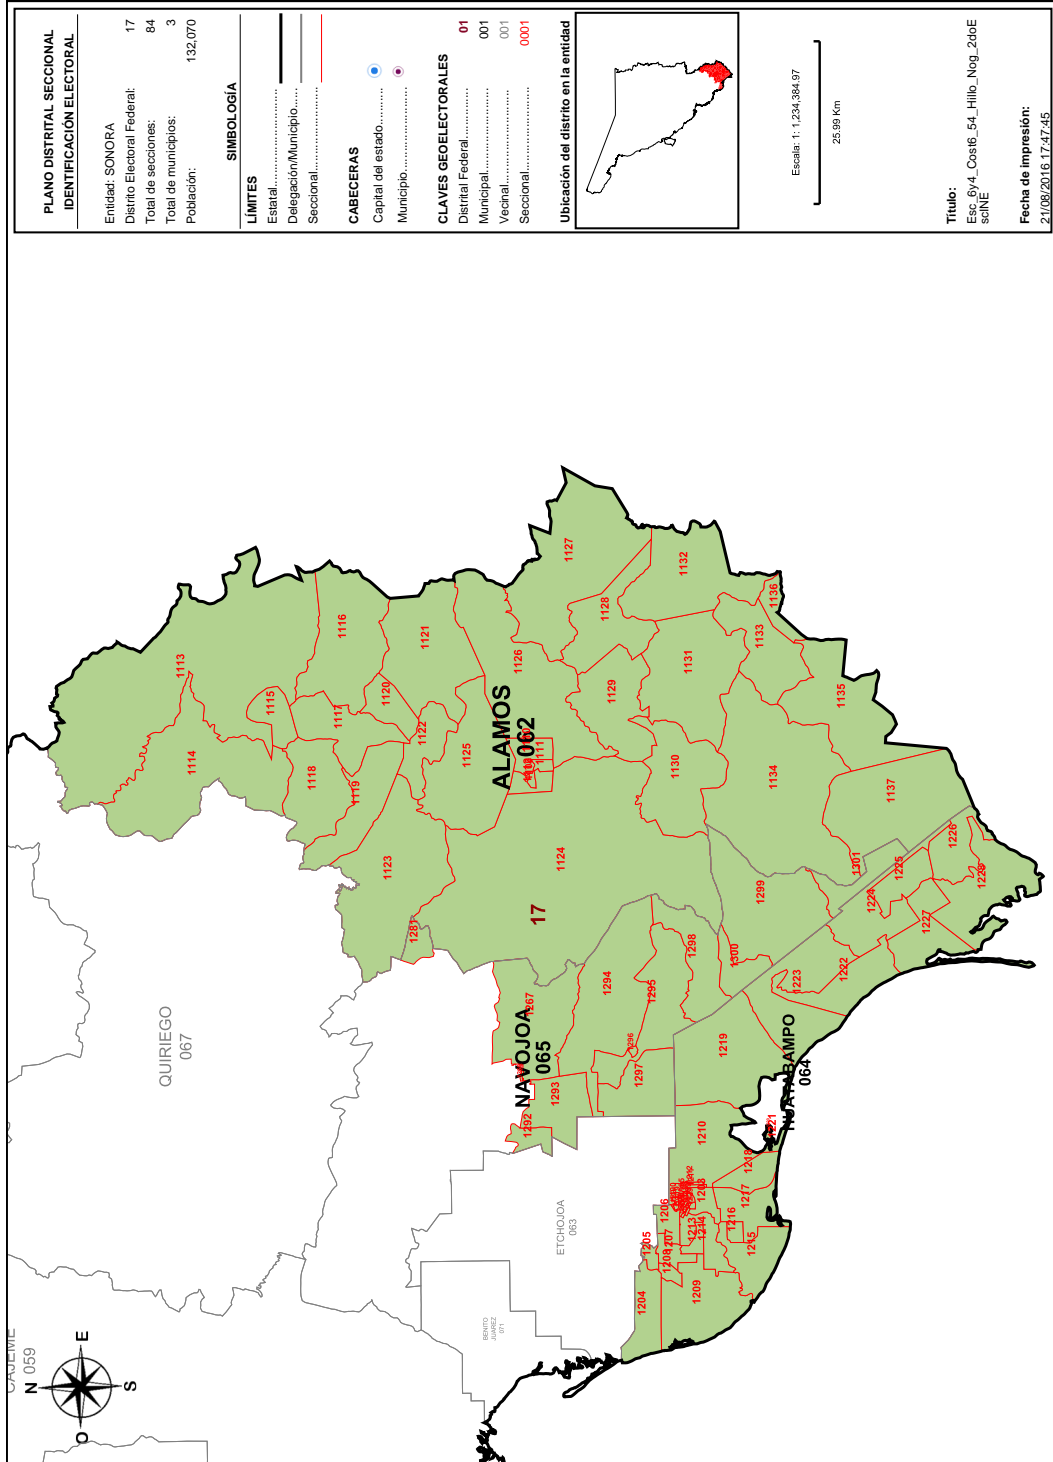 PLANO DISTRITAL SECCIONAL
IDENTIFICACIÓN ELECTORAL
Entidad: SONORA
Distrito Electoral Federal: 17
Total de secciones: 84
Total de municipios: 3
Población: 132,070
SIMBOLOGÍA
LÍMITES
Estatal
Delegación/Municipio
Seccional
CABECERAS
Capital del estado
Municipio
CLAVES GEOELECTORALES
Distrital Federal 01
Municipal 001
Vecinal 001
Seccional 0001
Ubicación del distrito en la entidad
Escala: 1: 1,234,384.97
25.99 Km
Título:
Esc_6y4_Cost6_54_Hillo_Nog_2doE
scINE
Fecha de impresión:
21/08/2016 17:47:45
N
E
S
O
059
QUIRIEGO
067
BENITO
JUAREZ
071
ETCHOJOA
063
NAVOJOA
065
ALAMOS
062
HUATABAMPO
064
17
1113
1114
1115
1116
1117
1118
1119
1120
1121
1122
1123
1124
1125
1126
1127
1128
1129
1130
1131
1132
1133
1134
1135
1136
1137
1111
1281
1267
1292
1293
1294
1295
1296
1297
1298
1299
1300
1301
1204
1205
1206
1207
1208
1209
1210
1213
1214
1215
1216
1217
1218
1219
1221
1222
1223
1224
1225
1226
1227